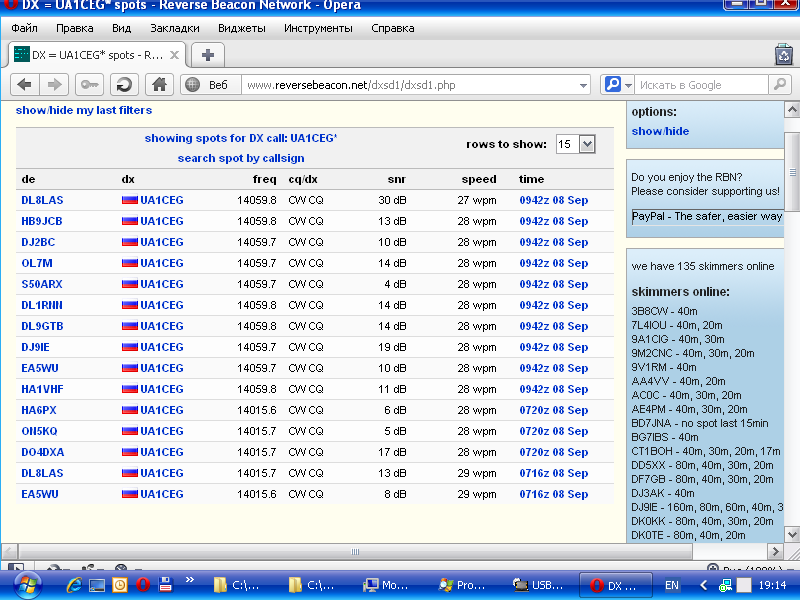 DX = UA1CEG* spots - Reverse Beacon Network - Opera
Файл Правка Вид Закладки Виджеты Инструменты Справка
DX = UA1CEG* spots - R...
Веб www.reversebeacon.net/dxsd1/dxsd1.php Искать в Google
show/hide my last filters
showing spots for DX call: UA1CEG*
search spot by callsign
rows to show: 15
de dx freq cq/dx snr speed time
DL8LAS UA1CEG 14059.8 CW CQ 30 dB 27 wpm 0942z 08 Sep
HB9JCB UA1CEG 14059.8 CW CQ 13 dB 28 wpm 0942z 08 Sep
DJ2BC UA1CEG 14059.7 CW CQ 10 dB 28 wpm 0942z 08 Sep
OL7M UA1CEG 14059.7 CW CQ 14 dB 28 wpm 0942z 08 Sep
S50ARX UA1CEG 14059.7 CW CQ 4 dB 28 wpm 0942z 08 Sep
DL1RNN UA1CEG 14059.8 CW CQ 14 dB 28 wpm 0942z 08 Sep
DL9GTB UA1CEG 14059.8 CW CQ 14 dB 28 wpm 0942z 08 Sep
DJ9IE UA1CEG 14059.7 CW CQ 19 dB 28 wpm 0942z 08 Sep
EA5WU UA1CEG 14059.7 CW CQ 10 dB 28 wpm 0942z 08 Sep
HA1VHF UA1CEG 14059.8 CW CQ 11 dB 28 wpm 0942z 08 Sep
HA6PX UA1CEG 14015.6 CW CQ 6 dB 28 wpm 0720z 08 Sep
ON5KQ UA1CEG 14015.7 CW CQ 5 dB 28 wpm 0720z 08 Sep
DO4DXA UA1CEG 14015.7 CW CQ 17 dB 28 wpm 0720z 08 Sep
DL8LAS UA1CEG 14015.7 CW CQ 13 dB 29 wpm 0716z 08 Sep
EA5WU UA1CEG 14015.6 CW CQ 8 dB 29 wpm 0716z 08 Sep
options:
show/hide
Do you enjoy the RBN?
Please consider supporting us!
PayPal - The safer, easier way
we have 135 skimmers online
skimmers online:
3B8CW - 40m
7L4IOU - 40m, 20m
9A1CIG - 40m, 30m
9M2CNC - 40m, 30m, 20m
9V1RM - 40m
AA4VV - 40m, 20m
AC0C - 40m, 30m, 20m
AE4PM - 40m, 30m, 20m
BD7JNA - no spot last 15min
BG7IBS - 40m
CT1BOH - 40m, 30m, 20m, 17m
DD5XX - 80m, 40m, 30m, 20m
DF7GB - 80m, 40m, 30m, 20m
DJ3AK - 40m
DJ9IE - 160m, 80m, 60m, 40m, 3
DK0KK - 80m, 40m, 30m, 20m
DK0TE - 80m, 40m, 30m, 20m
C:\... C:\... Mo... Pro... USB... DX ... EN 19:14